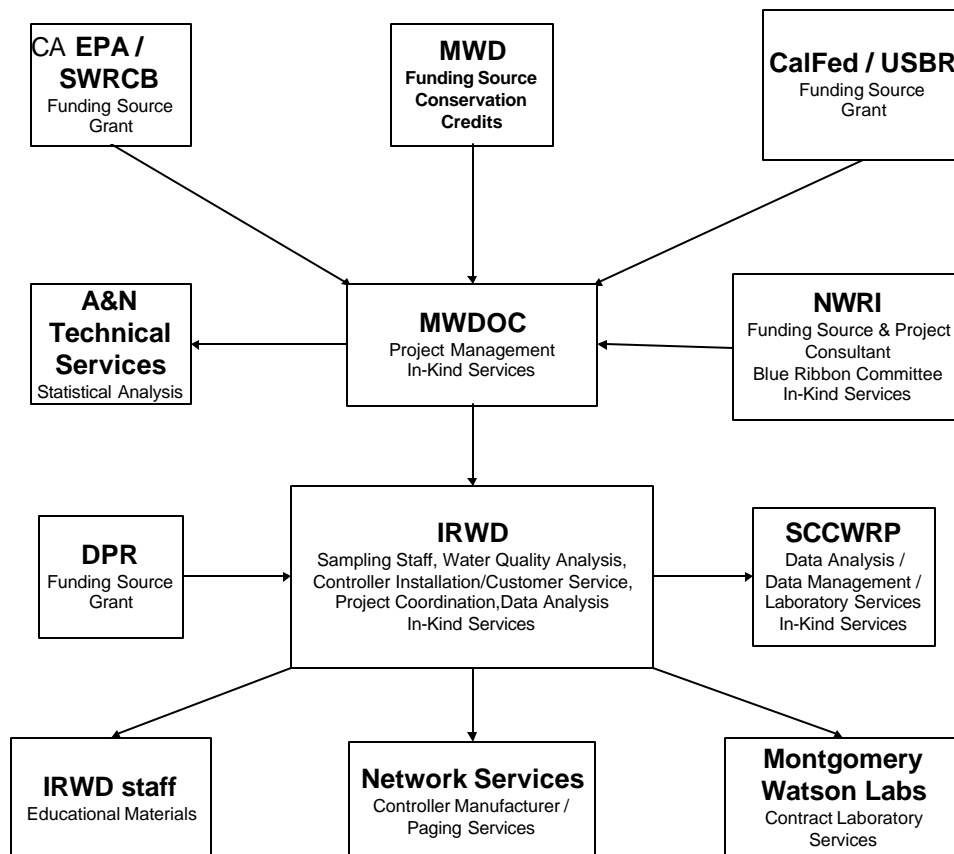 CA EPA /
SWRCB
Funding Source
Grant
MWD
Funding Source
Conservation
Credits
CalFed / USBR
Funding Source
Grant
A&N
Technical
Services
Statistical Analysis
MWDOC
Project Management
In-Kind Services
NWRI
Funding Source & Project
Consultant
Blue Ribbon Committee
In-Kind Services
DPR
Funding Source
Grant
IRWD
Sampling Staff, Water Quality Analysis,
Controller Installation/Customer Service,
Project Coordination,Data Analysis
In-Kind Services
SCCWRP
Data Analysis /
Data Management /
Laboratory Services
In-Kind Services
IRWD staff
Educational Materials
Network Services
Controller Manufacturer /
Paging Services
Montgomery
Watson Labs
Contract Laboratory
Services